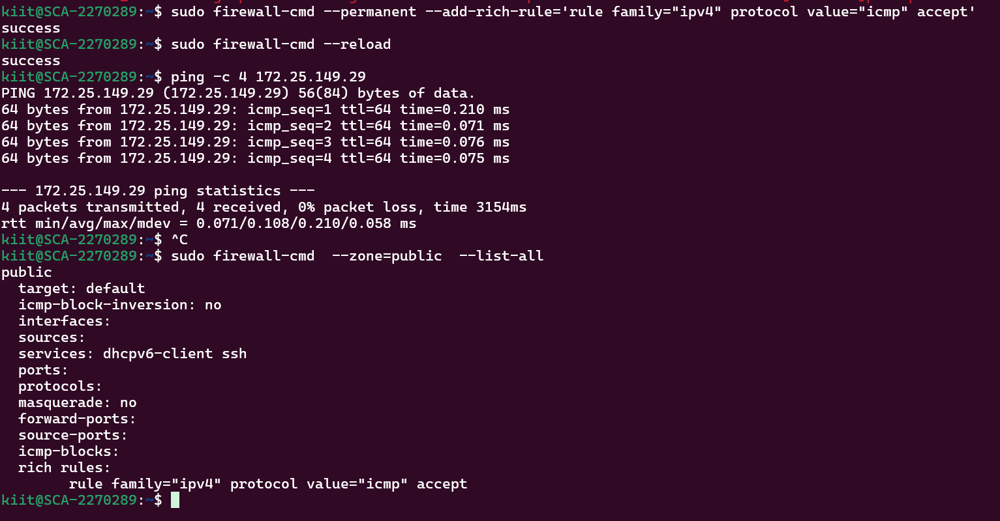 kiit@SCA-2270289:~$ sudo firewall-cmd --permanent --add-rich-rule='rule family="ipv4" protocol value="icmp" accept'
success
kiit@SCA-2270289:~$ sudo firewall-cmd --reload
success
kiit@SCA-2270289:~$ ping -c 4 172.25.149.29
PING 172.25.149.29 (172.25.149.29) 56(84) bytes of data.
64 bytes from 172.25.149.29: icmp_seq=1 ttl=64 time=0.210 ms
64 bytes from 172.25.149.29: icmp_seq=2 ttl=64 time=0.071 ms
64 bytes from 172.25.149.29: icmp_seq=3 ttl=64 time=0.076 ms
64 bytes from 172.25.149.29: icmp_seq=4 ttl=64 time=0.075 ms

--- 172.25.149.29 ping statistics ---
4 packets transmitted, 4 received, 0% packet loss, time 3154ms
rtt min/avg/max/mdev = 0.071/0.108/0.210/0.058 ms
kiit@SCA-2270289:~$ ^C
kiit@SCA-2270289:~$ sudo firewall-cmd  --zone=public  --list-all
public
  target: default
  icmp-block-inversion: no
  interfaces:
  sources:
  services: dhcpv6-client ssh
  ports:
  protocols:
  masquerade: no
  forward-ports:
  source-ports:
  icmp-blocks:
  rich rules:
        rule family="ipv4" protocol value="icmp" accept
kiit@SCA-2270289:~$